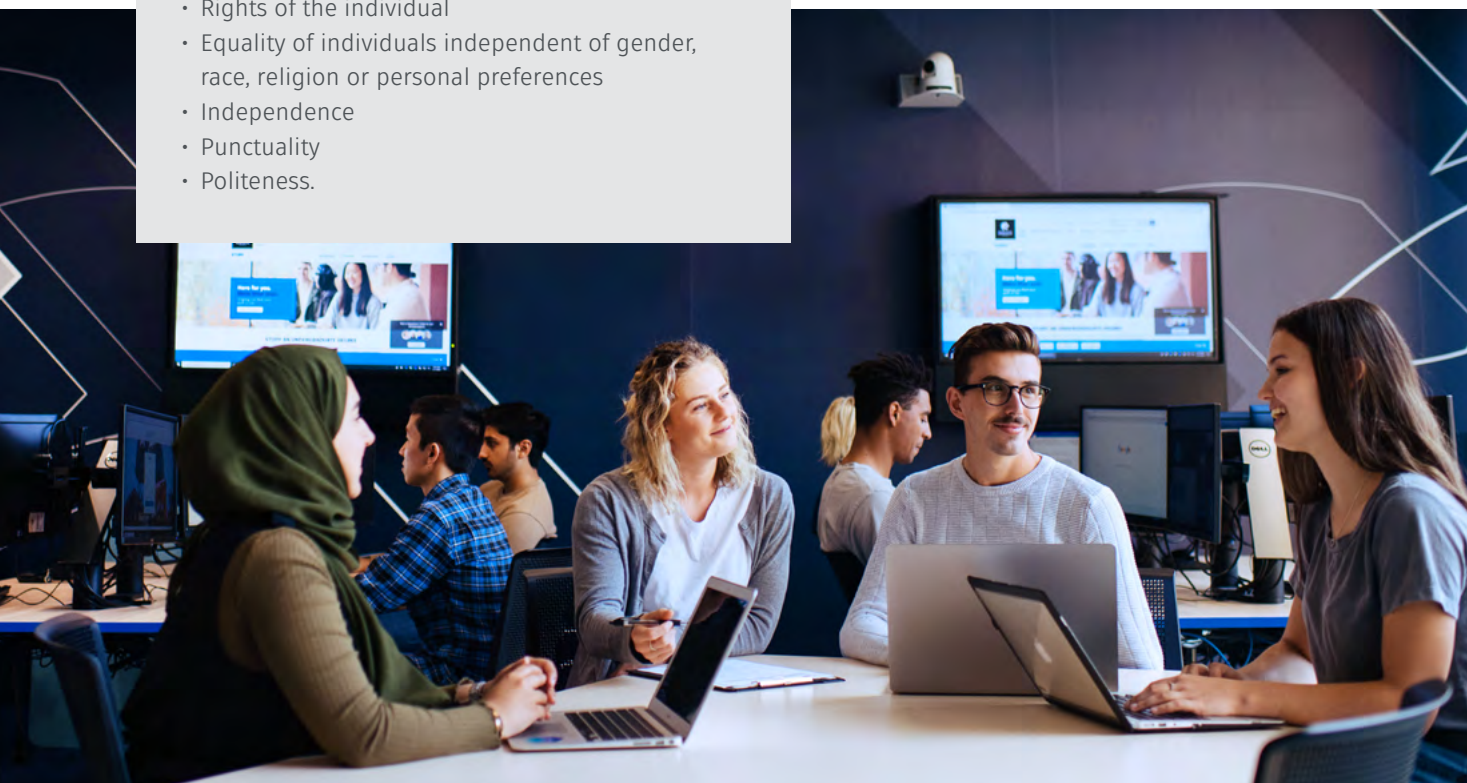 • Rights of the individual
• Equality of individuals independent of gender,
race, religion or personal preferences
• Independence
• Punctuality
• Politeness.
Here for you.
Here for you.
DELL